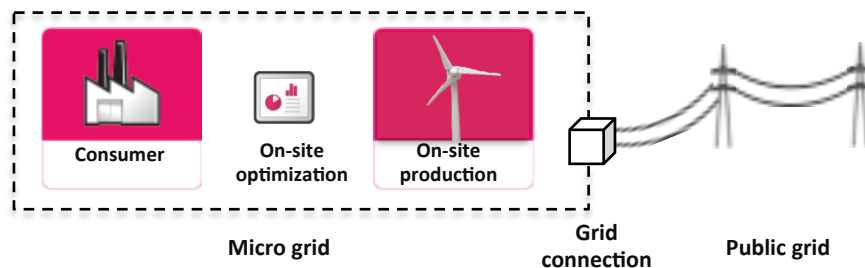 Consumer
On-site
optimization
On-site
production
Micro grid
Grid
connection
Public grid